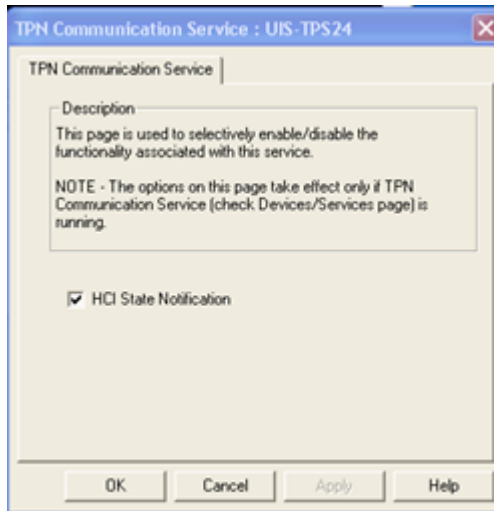 TPN Communication Service : UIS-TPS24
TPN Communication Service
Description
This page is used to selectively enable/disable the
functionality associated with this service.
NOTE - The options on this page take effect only if TPN
Communication Service (check Devices/Services page) is
running.
HCI State Notification
OK Cancel Apply Help